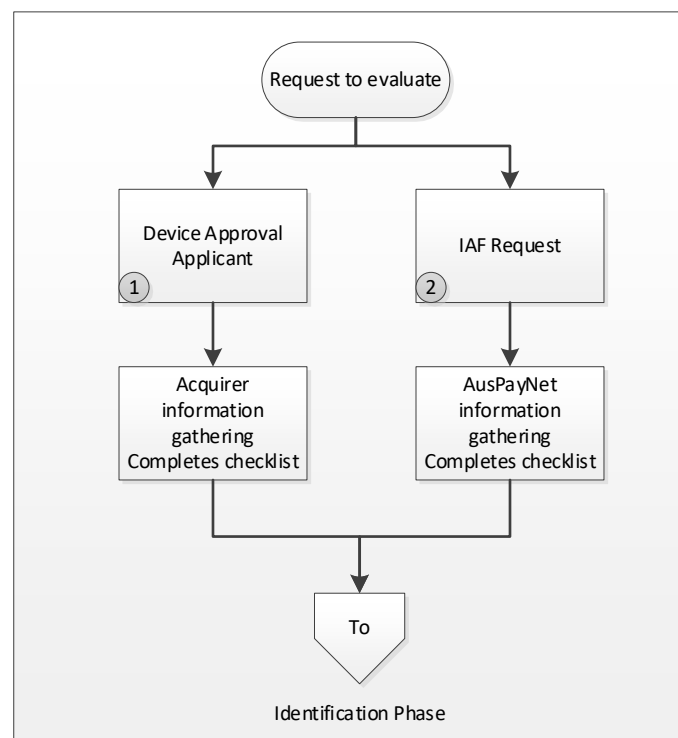 Request to evaluate
Device Approval
Applicant
1
IAF Request
2
Acquirer
information
gathering
Completes checklist
AusPayNet
information
gathering
Completes checklist
To
Identification Phase